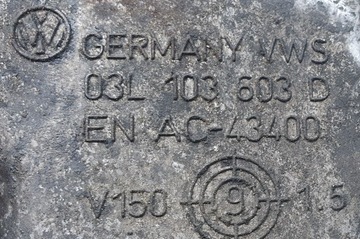 GERMANY VWS
03L 103 603 D
EN AC-43400
V150 9 1.5